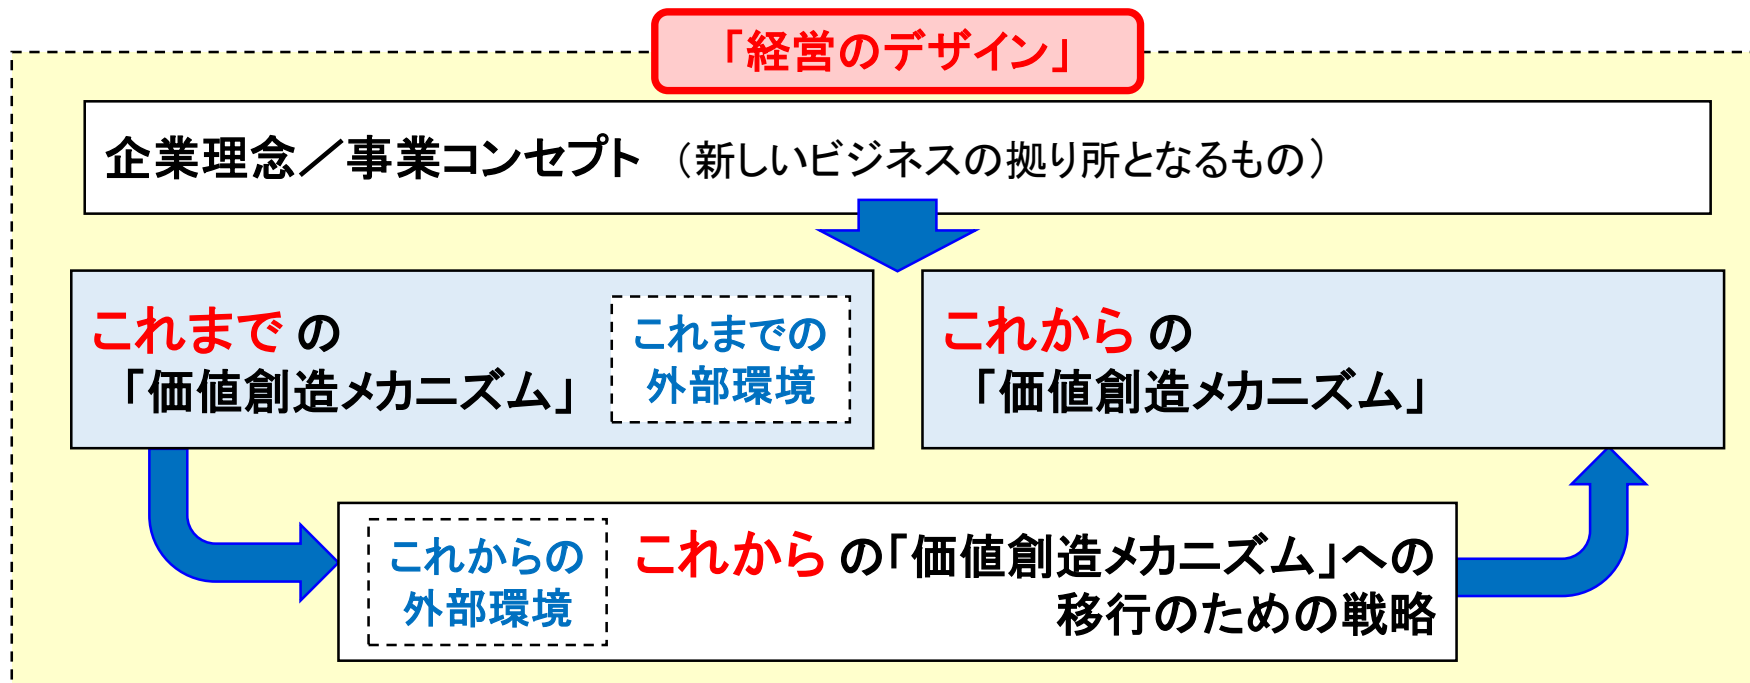 「経営のデザイン」
企業理念／事業コンセプト （新しいビジネスの拠り所となるもの）
これまで の
「価値創造メカニズム」
これまでの
外部環境
これから の
「価値創造メカニズム」
これからの
外部環境
これから の「価値創造メカニズム」への
移行のための戦略